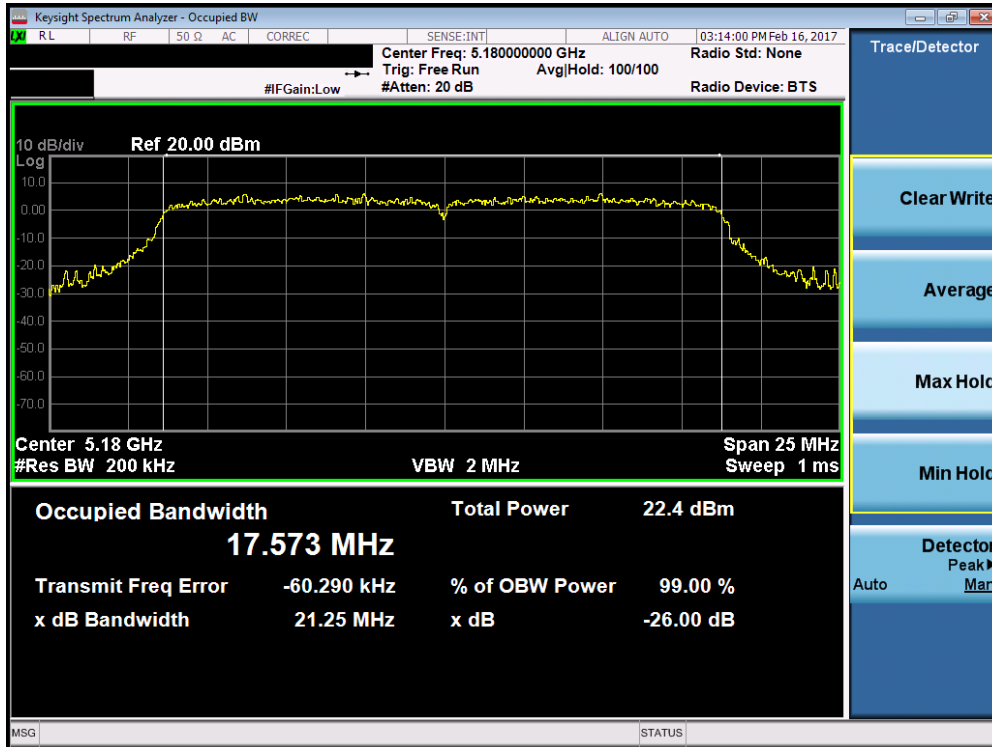 Keysight Spectrum Analyzer - Occupied BW
LXI RL RF 50 Ω AC CORREC SENSE:INT ALIGN AUTO 03:14:00 PM Feb 16, 2017
Center Freq: 5.180000000 GHz Radio Std: None
Trig: Free Run Avg|Hold: 100/100
#IFGain:Low #Atten: 20 dB Radio Device: BTS
10 dB/div Ref 20.00 dBm
Log
10.0
0.00
-10.0
-20.0
-30.0
-40.0
-50.0
-60.0
-70.0
Center 5.18 GHz Span 25 MHz
#Res BW 200 kHz VBW 2 MHz Sweep 1 ms
Occupied Bandwidth Total Power 22.4 dBm
17.573 MHz
Transmit Freq Error -60.290 kHz % of OBW Power 99.00 %
x dB Bandwidth 21.25 MHz x dB -26.00 dB
MSG STATUS
Trace/Detector
Clear Write
Average
Max Hold
Min Hold
Detector
Peak
Auto Man